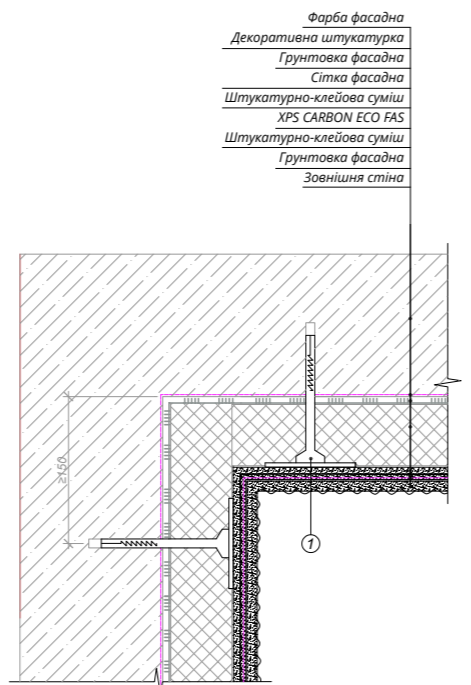 Фарба фасадна
Декоративна штукатурка
Грунтовка фасадна
Сітка фасадна
Штукатурно-клейова суміш
XPS CARBON ECO FAS
Штукатурно-клейова суміш
Грунтовка фасадна
Зовнішня стіна
≥150
1